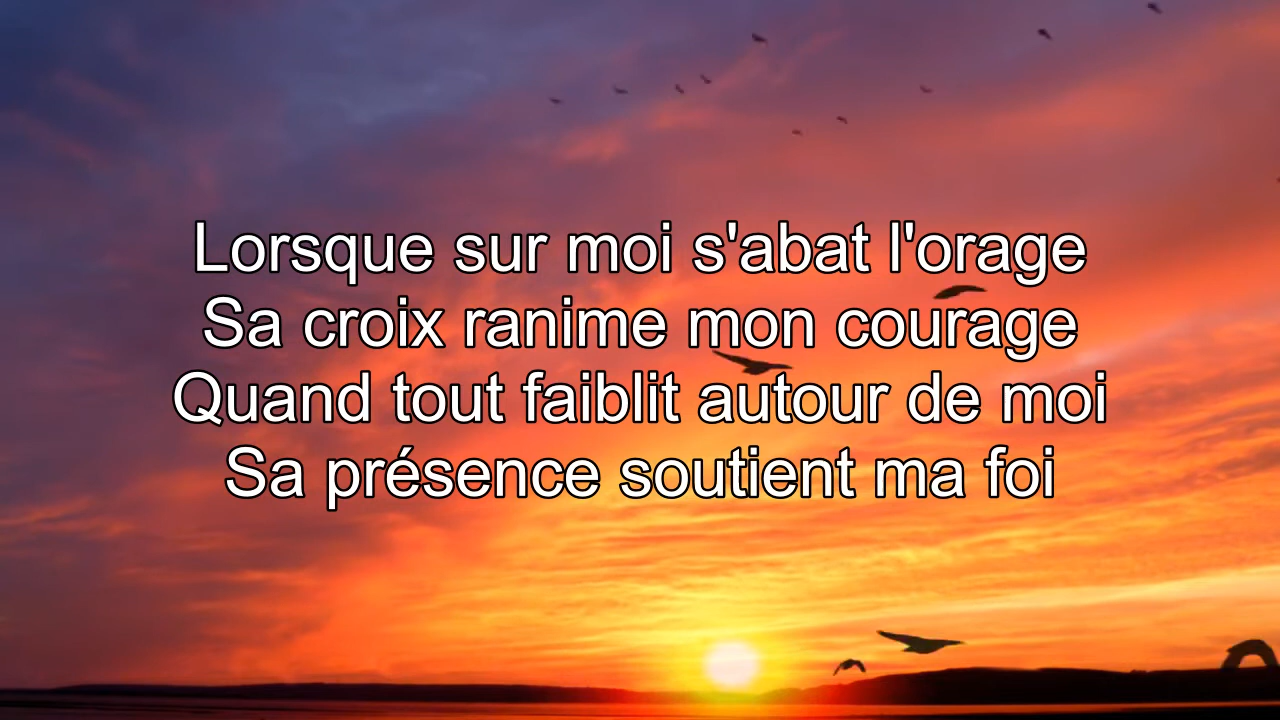 Lorsque sur moi s'abat l'orage
Sa croix ranime mon courage
Quand tout faiblit autour de moi
Sa présence soutient ma foi